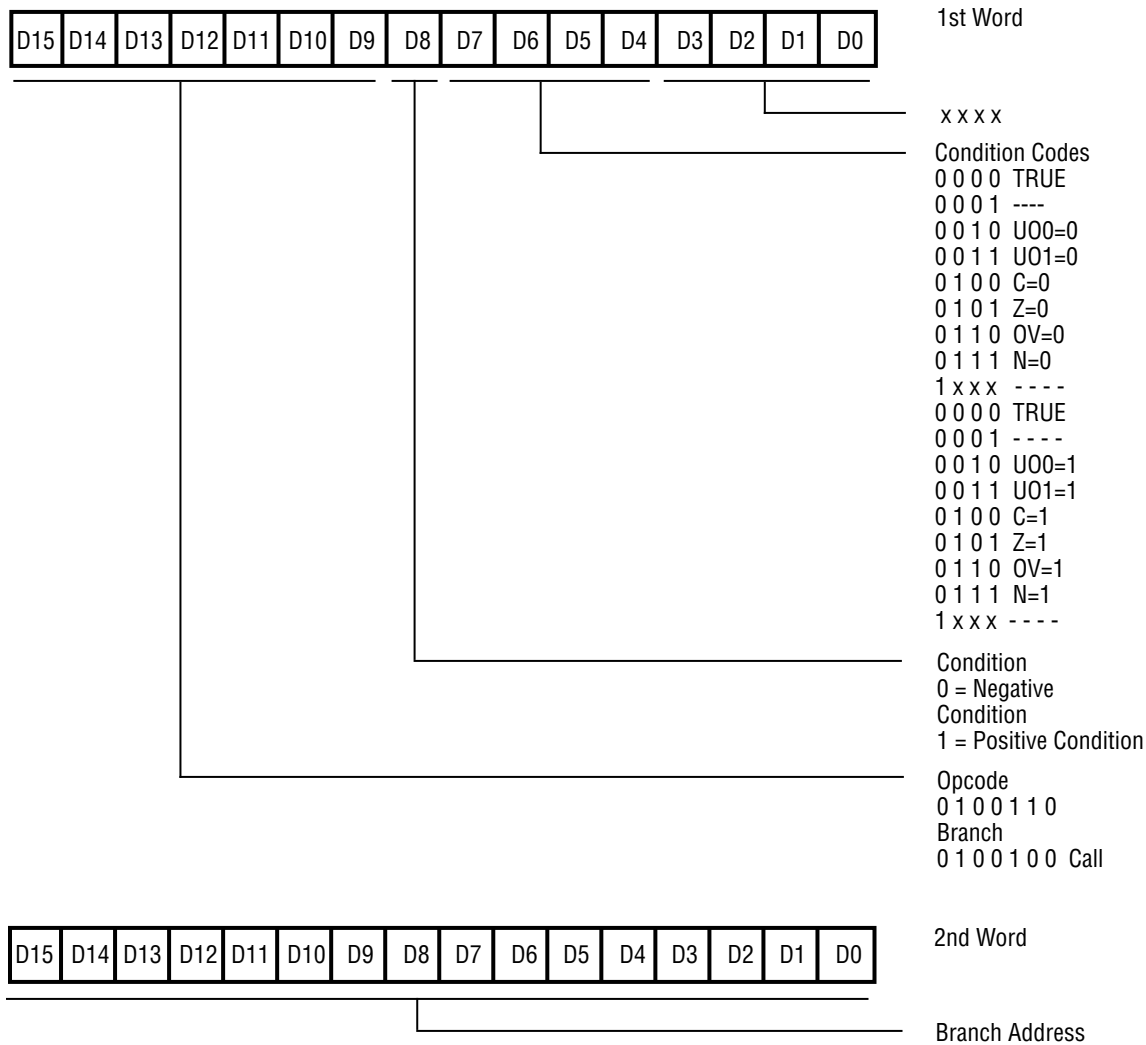 1st Word
D15 D14 D13 D12 D11 D10 D9 D8 D7 D6 D5 D4 D3 D2 D1 D0
x x x x
Condition Codes
0 0 0 0 TRUE
0 0 0 1 ----
0 0 1 0 UO0=0
0 0 1 1 UO1=0
0 1 0 0 C=0
0 1 0 1 Z=0
0 1 1 0 OV=0
0 1 1 1 N=0
1 x x x - - - -
0 0 0 0 TRUE
0 0 0 1 - - - -
0 0 1 0 UO0=1
0 0 1 1 UO1=1
0 1 0 0 C=1
0 1 0 1 Z=1
0 1 1 0 OV=1
0 1 1 1 N=1
1 x x x - - - -
Condition
0 = Negative
Condition
1 = Positive Condition
Opcode
0 1 0 0 1 1 0
Branch
0 1 0 0 1 0 0 Call
2nd Word
D15 D14 D13 D12 D11 D10 D9 D8 D7 D6 D5 D4 D3 D2 D1 D0
Branch Address